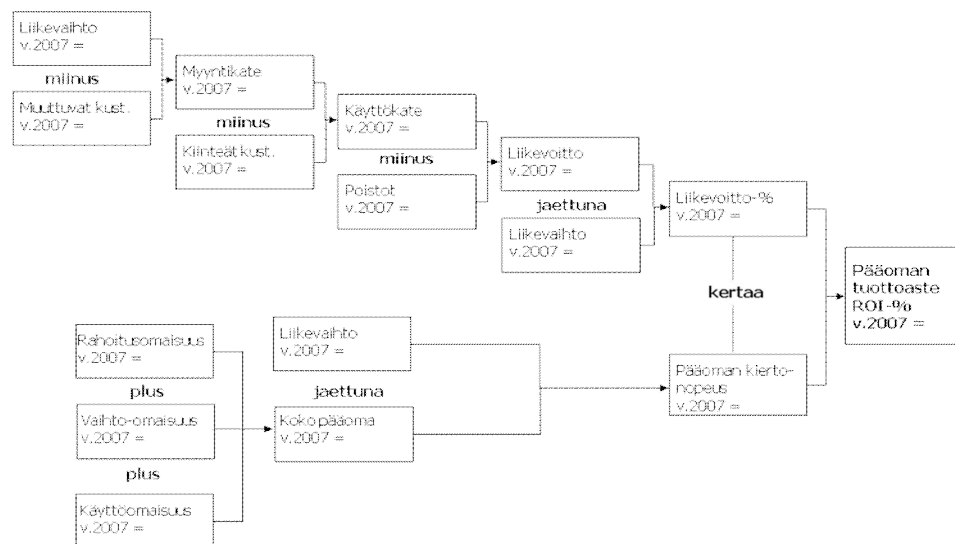 Liikevaihto
v.2007 =
miinus
Muuttuvat kust.
v.2007 =
Myyntikate
v.2007 =
miinus
Kiinteät kust.
v.2007 =
Käyttökate
v.2007 =
miinus
Poistot
v.2007 =
Liikevoitto
v.2007 =
jaettuna
Liikevaihto
v.2007 =
Liikevoitto-%
v.2007 =
kertaa
Pääoman
tuottoaste
ROI-%
v.2007 =
Rahoitusomaisuus
v.2007 =
plus
Vaihto-omaisuus
v.2007 =
plus
Käyttöomaisuus
v.2007 =
Liikevaihto
v.2007 =
jaettuna
Koko pääoma
v.2007 =
Pääoman kierto-
nopeus
v.2007 =